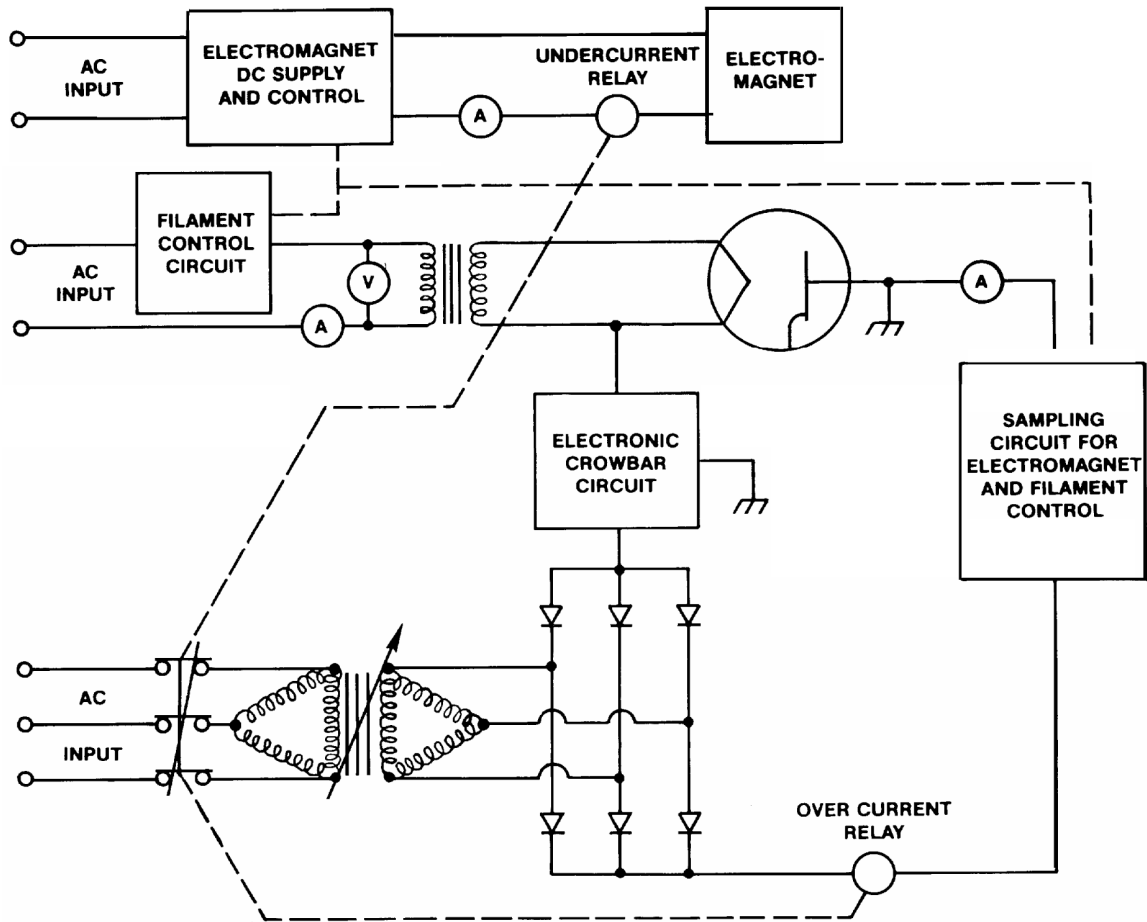 AC
INPUT
ELECTROMAGNET
DC SUPPLY
AND CONTROL
A
UNDERCURRENT
RELAY
ELECTRO-
MAGNET
AC
INPUT
FILAMENT
CONTROL
CIRCUIT
V
A
A
ELECTRONIC
CROWBAR
CIRCUIT
SAMPLING
CIRCUIT FOR
ELECTROMAGNET
AND FILAMENT
CONTROL
AC
INPUT
OVER CURRENT
RELAY